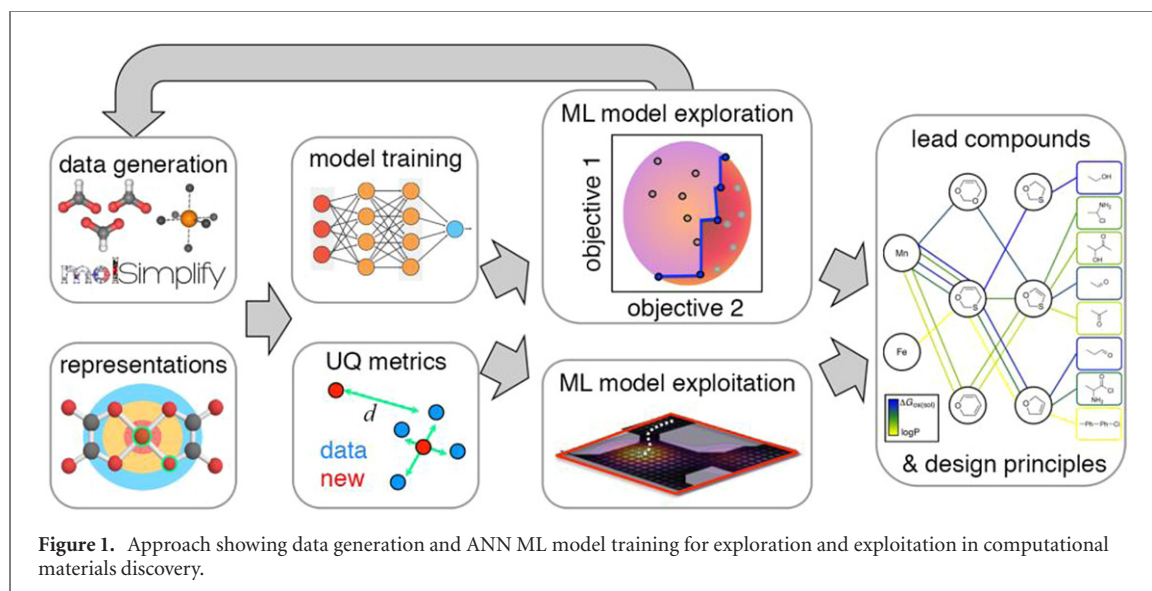 data generation
molSimplify
model training
ML model exploration
objective 1
objective 2
lead compounds
Mn
Fe
O
O
O
S
O
S
O
S
O
O
OH
NH₂
Cl
O
OH
O
O
O
O
Cl
NH₂
–Ph–Ph–Cl
ΔG
logP
& design principles
representations
UQ metrics
d
data
new
ML model exploitation
Figure 1. Approach showing data generation and ANN ML model training for exploration and exploitation in computational
materials discovery.